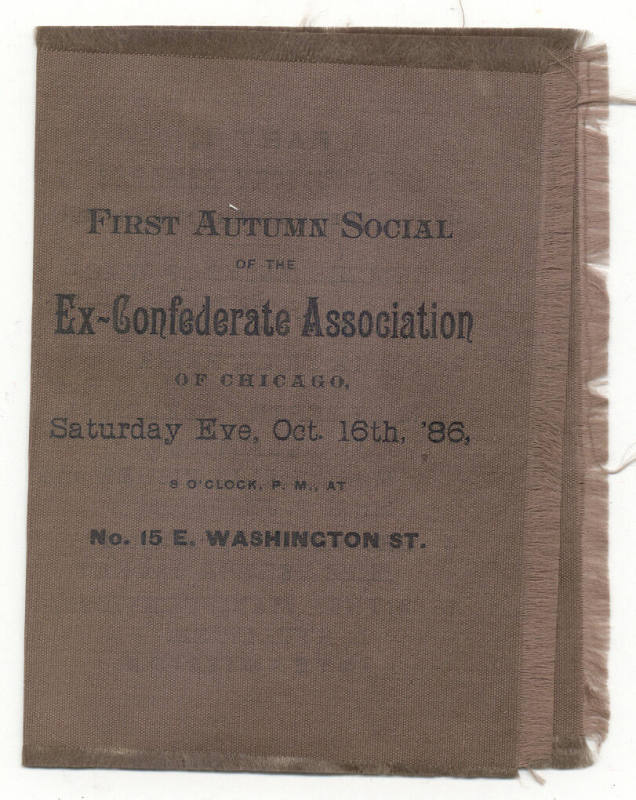 FIRST AUTUMN SOCIAL
OF THE
Ex-Confederate Association
OF CHICAGO,
Saturday Eve, Oct. 16th, '86,
8 O'CLOCK, P. M., AT
No. 15 E. WASHINGTON ST.